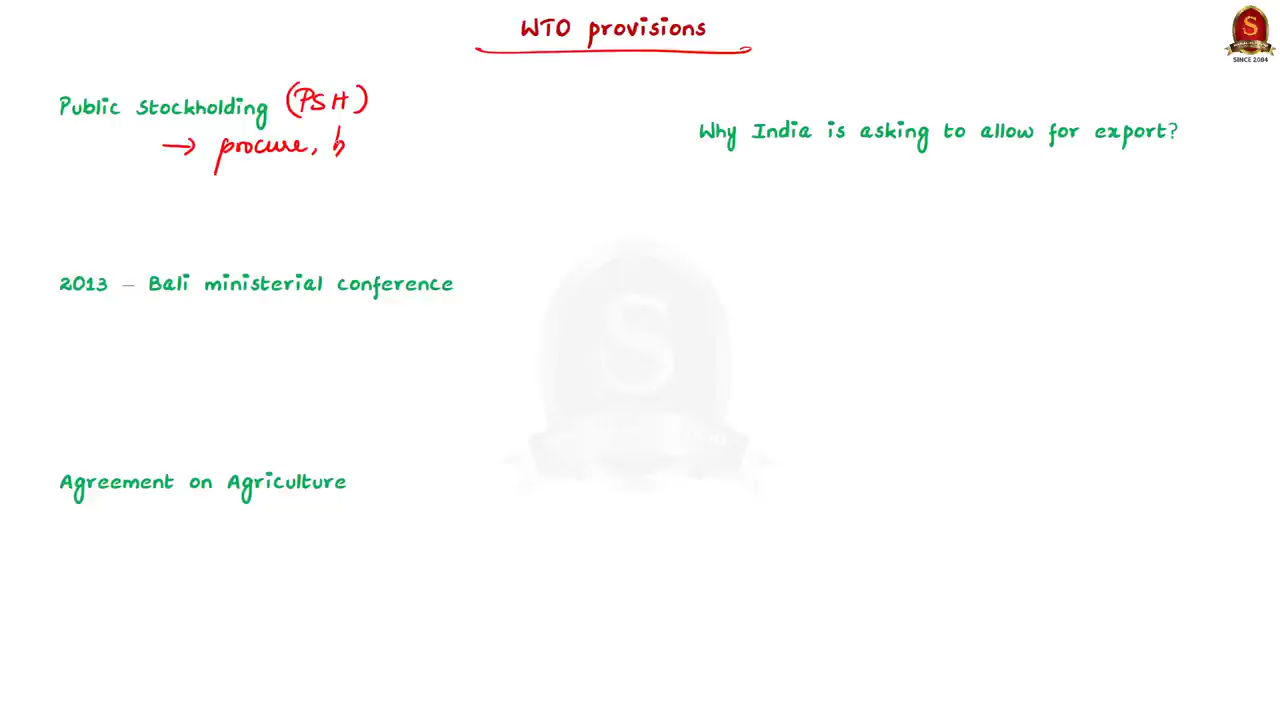 WTO provisions
S
SINCE 2004
Public stockholding (PSH)
→ procure, b
Why India is asking to allow for export?
2013 – Bali ministerial conference
S
Agreement on Agriculture